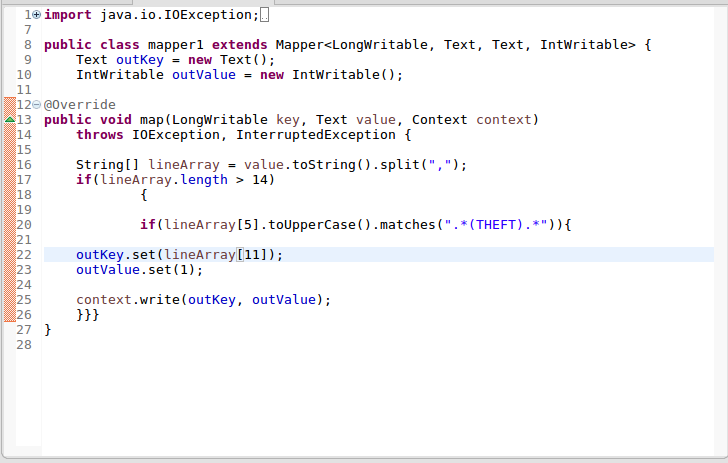 1 import java.io.IOException;
7
8 public class mapper1 extends Mapper<LongWritable, Text, Text, IntWritable> {
9 Text outKey = new Text();
10 IntWritable outValue = new IntWritable();
11
12 @Override
13 public void map(LongWritable key, Text value, Context context)
14 throws IOException, InterruptedException {
15
16 String[] lineArray = value.toString().split(",");
17 if(lineArray.length > 14)
18 {
19
20 if(lineArray[5].toUpperCase().matches(".*(THEFT).*")){
21
22 outKey.set(lineArray[11]);
23 outValue.set(1);
24
25 context.write(outKey, outValue);
26 }}}
27 }
28